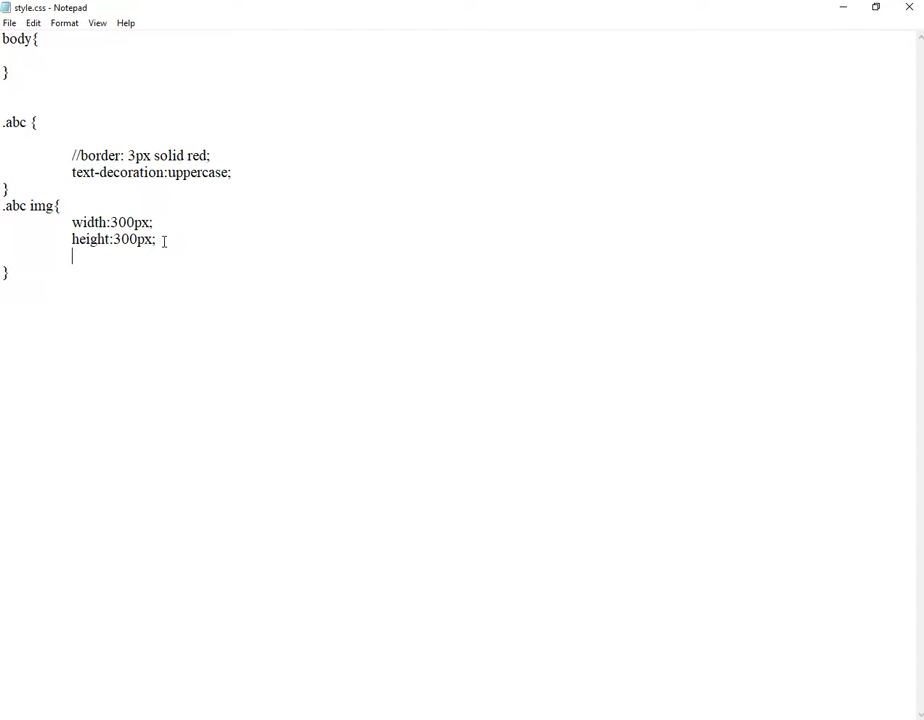 style.css - Notepad
File Edit Format View Help
body{
}
.abc {
//border: 3px solid red;
text-decoration:uppercase;
}
.abc img{
width:300px;
height:300px;
}